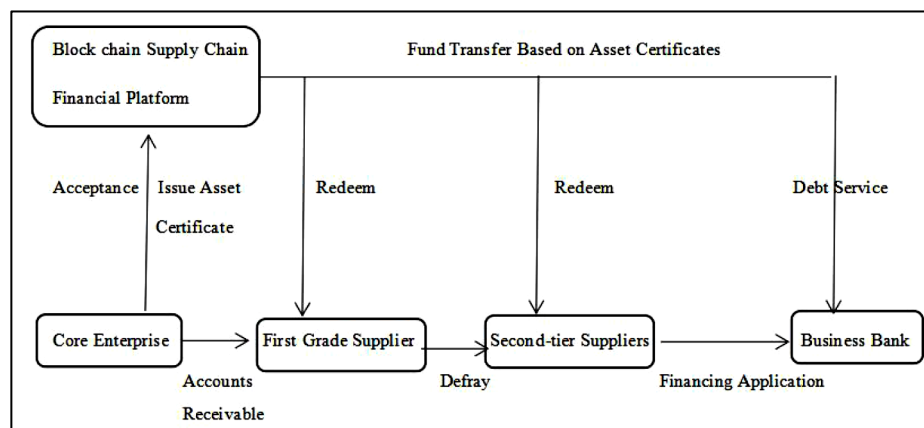 Block chain Supply Chain
Financial Platform
Fund Transfer Based on Asset Certificates
Acceptance
Issue Asset
Certificate
Redeem
Redeem
Debt Service
Core Enterprise
First Grade Supplier
Second-tier Suppliers
Business Bank
Accounts
Receivable
Defray
Financing Application